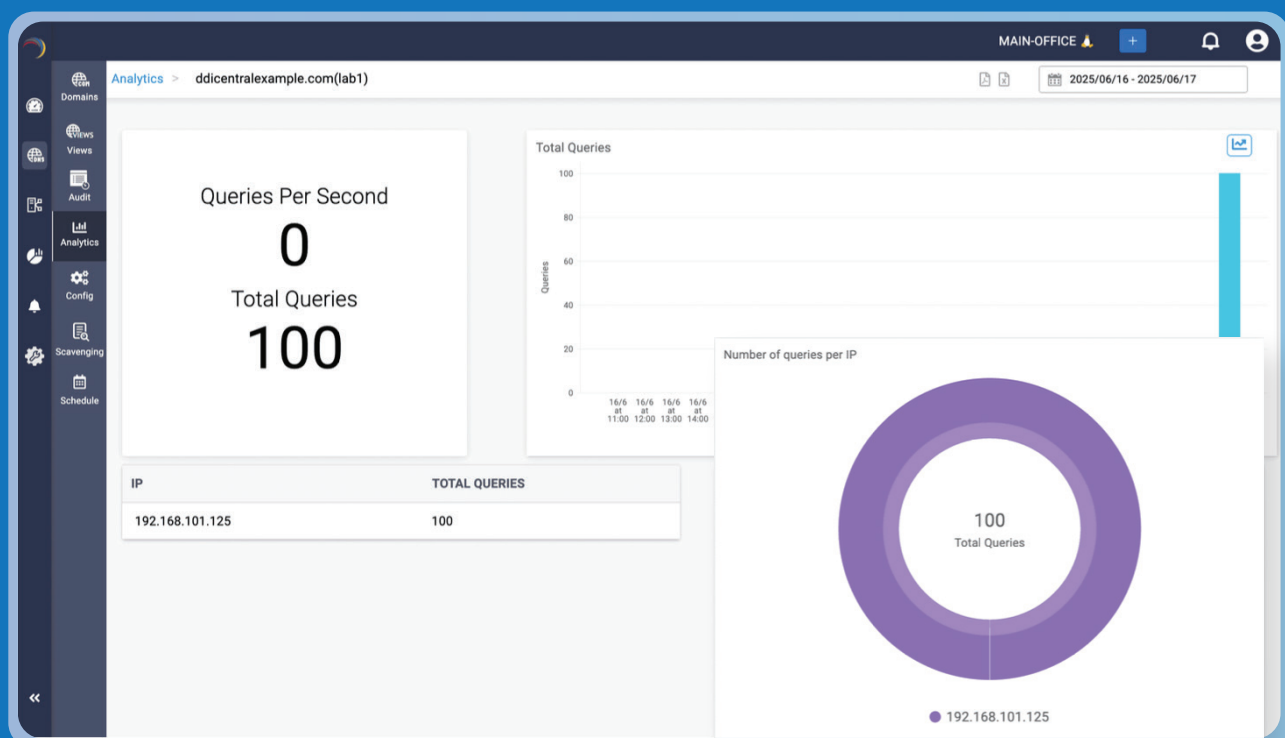 MAIN-OFFICE
+
Analytics > ddicentralexample.com(lab1)
2025/06/16 - 2025/06/17
.COM
Domains
Views
Views
DNS
Audit
Analytics
Config
Scavenging
Schedule
«
Queries Per Second
0
Total Queries
100
Total Queries
100
80
60
40
20
0
Queries
16/6 at 11:00
16/6 at 12:00
16/6 at 13:00
16/6 at 14:00
IP TOTAL QUERIES
192.168.101.125 100
Number of queries per IP
100
Total Queries
192.168.101.125